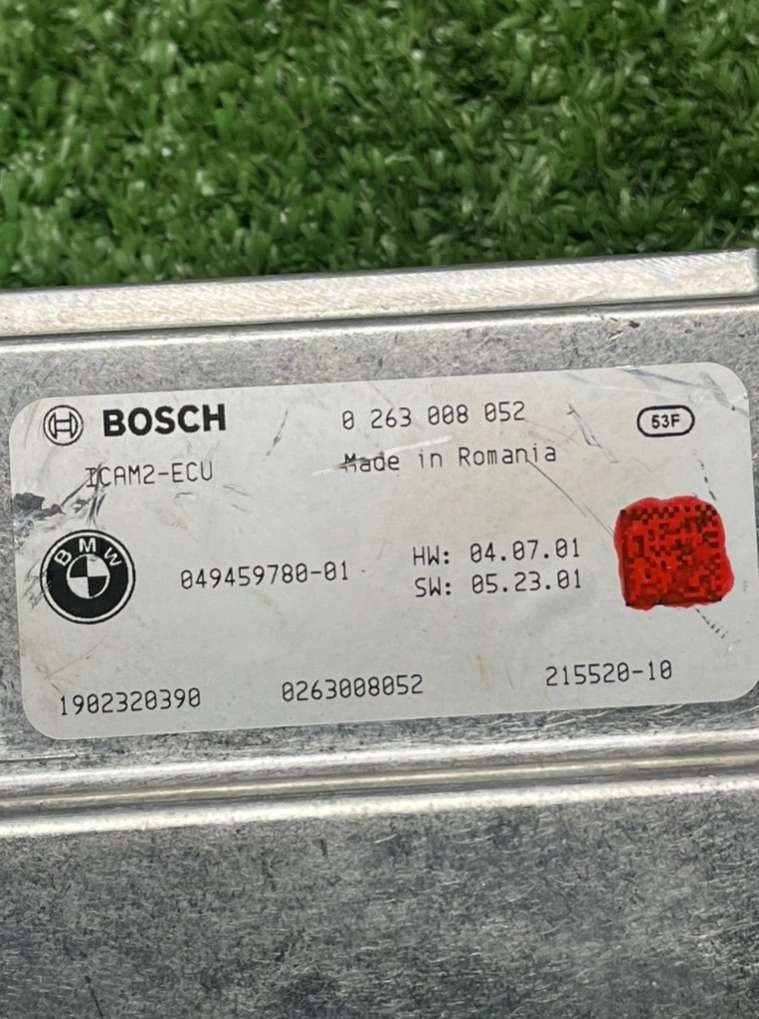 BOSCH 0 263 008 052 53F
ICAM2-ECU Made in Romania
BMW 049459780-01 HW: 04.07.01
SW: 05.23.01
1902320390 0263008052 215520-10